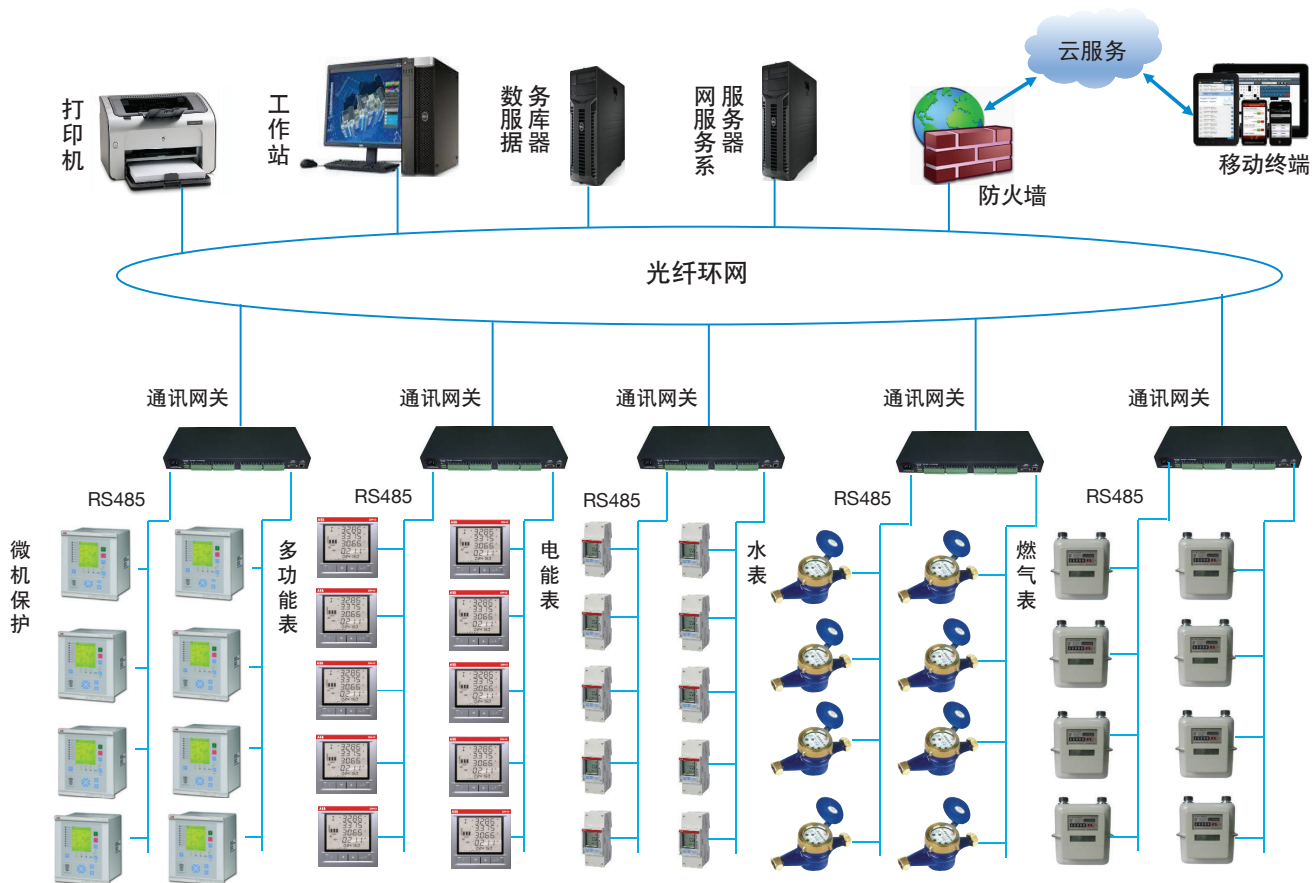 云服务
打印机
工作站
数服据
务库器
网服务系
服务器
防火墙
移动终端
光纤环网
通讯网关
通讯网关
通讯网关
通讯网关
通讯网关
RS485
RS485
RS485
RS485
RS485
微机保护
多功能表
电能表
水表
燃气表